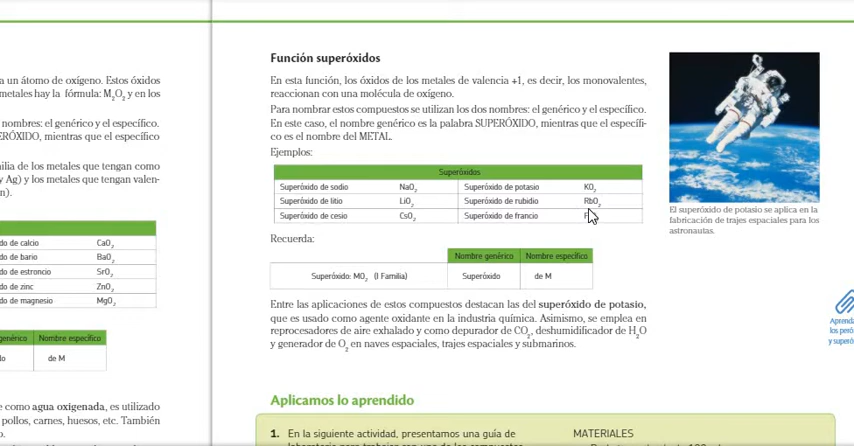 a un átomo de oxígeno. Estos óxidos
metales hay la fórmula: M₂O₂ y en los
nombres: el genérico y el específico.
ERÓXIDO, mientras que el específico
ilia de los metales que tengan como
y Ag) y los metales que tengan valen-
n).
do de calcio CaO₂
do de bario BaO₂
do de estroncio SrO₂
do de zinc ZnO₂
do de magnesio MgO₂
genérico Nombre específico
lo de M
e como agua oxigenada, es utilizado
pollos, carnes, huesos, etc. También
o.
Función superóxidos
En esta función, los óxidos de los metales de valencia +1, es decir, los monovalentes,
reaccionan con una molécula de oxígeno.
Para nombrar estos compuestos se utilizan los dos nombres: el genérico y el específico.
En este caso, el nombre genérico es la palabra SUPERÓXIDO, mientras que el específi-
co es el nombre del METAL.
Ejemplos:
Superóxidos
Superóxido de sodio NaO₂ Superóxido de potasio KO₂
Superóxido de litio LiO₂ Superóxido de rubidio RbO₂
Superóxido de cesio CsO₂ Superóxido de francio F
Recuerda:
Nombre genérico Nombre específico
Superóxido: MO₂ (I Familia) Superóxido de M
Entre las aplicaciones de estos compuestos destacan las del superóxido de potasio,
que es usado como agente oxidante en la industria química. Asimismo, se emplea en
reprocesadores de aire exhalado y como depurador de CO₂, deshumidificador de H₂O
y generador de O₂ en naves espaciales, trajes espaciales y submarinos.
El superóxido de potasio se aplica en la
fabricación de trajes espaciales para los
astronautas.
Aprenda
los peró
y superó
Aplicamos lo aprendido
1. En la siguiente actividad, presentamos una guía de
MATERIALES